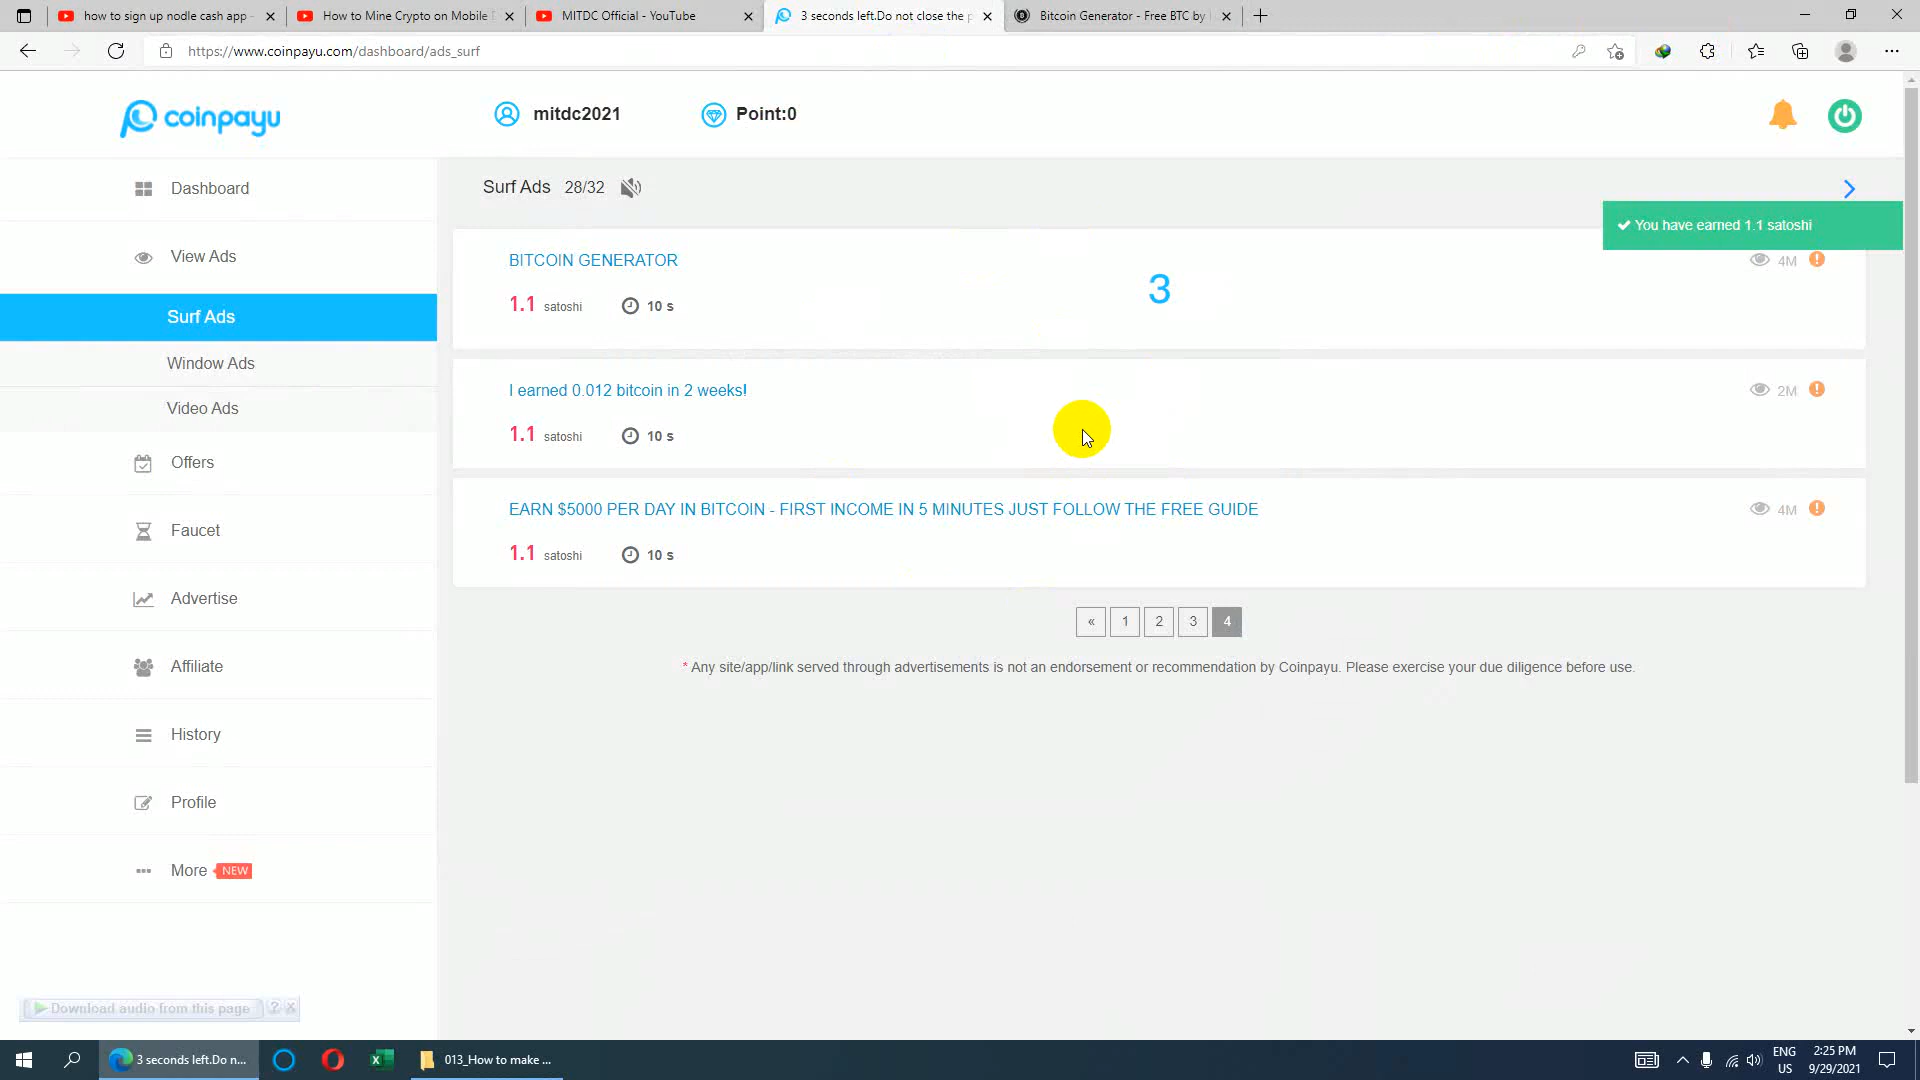 how to sign up nodle cash app -
How to Mine Crypto on Mobile
MITDC Official - YouTube
3 seconds left.Do not close the p
Bitcoin Generator - Free BTC by
https://www.coinpayu.com/dashboard/ads_surf
coinpayu
mitdc2021
Point:0
Dashboard
View Ads
Surf Ads
Window Ads
Video Ads
Offers
Faucet
Advertise
Affiliate
History
Profile
More NEW
Surf Ads 28/32
You have earned 1.1 satoshi
BITCOIN GENERATOR
4M
3
1.1 satoshi 10 s
I earned 0.012 bitcoin in 2 weeks!
2M
1.1 satoshi 10 s
EARN $5000 PER DAY IN BITCOIN - FIRST INCOME IN 5 MINUTES JUST FOLLOW THE FREE GUIDE
4M
1.1 satoshi 10 s
« 1 2 3 4
* Any site/app/link served through advertisements is not an endorsement or recommendation by Coinpayu. Please exercise your due diligence before use.
Download audio from this page ? x
3 seconds left.Do n...
013_How to make ...
ENG
US
2:25 PM
9/29/2021